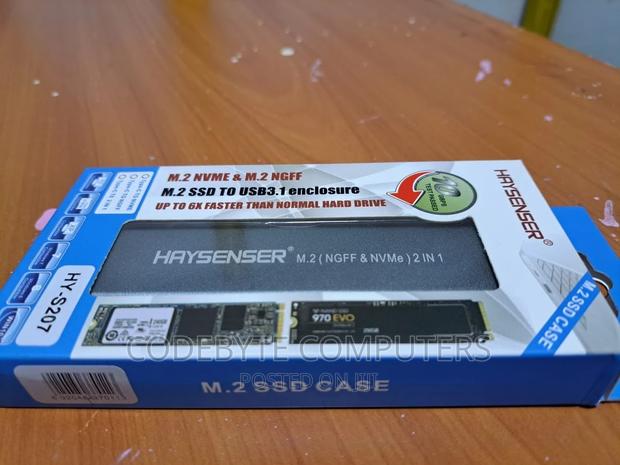 M.2 NVME & M.2 NGFF
M.2 SSD TO USB3.1 enclosure
UP TO 6X FASTER THAN NORMAL HARD DRIVE
TEST PASSED
HAYSENSER®
HAYSENSER® M.2 ( NGFF & NVMe ) 2 IN 1
HY-S207
970 EVO
M.2 SSD CASE
CODEBYTE COMPUTERS
POSTED ON
M.2 SSD CASE